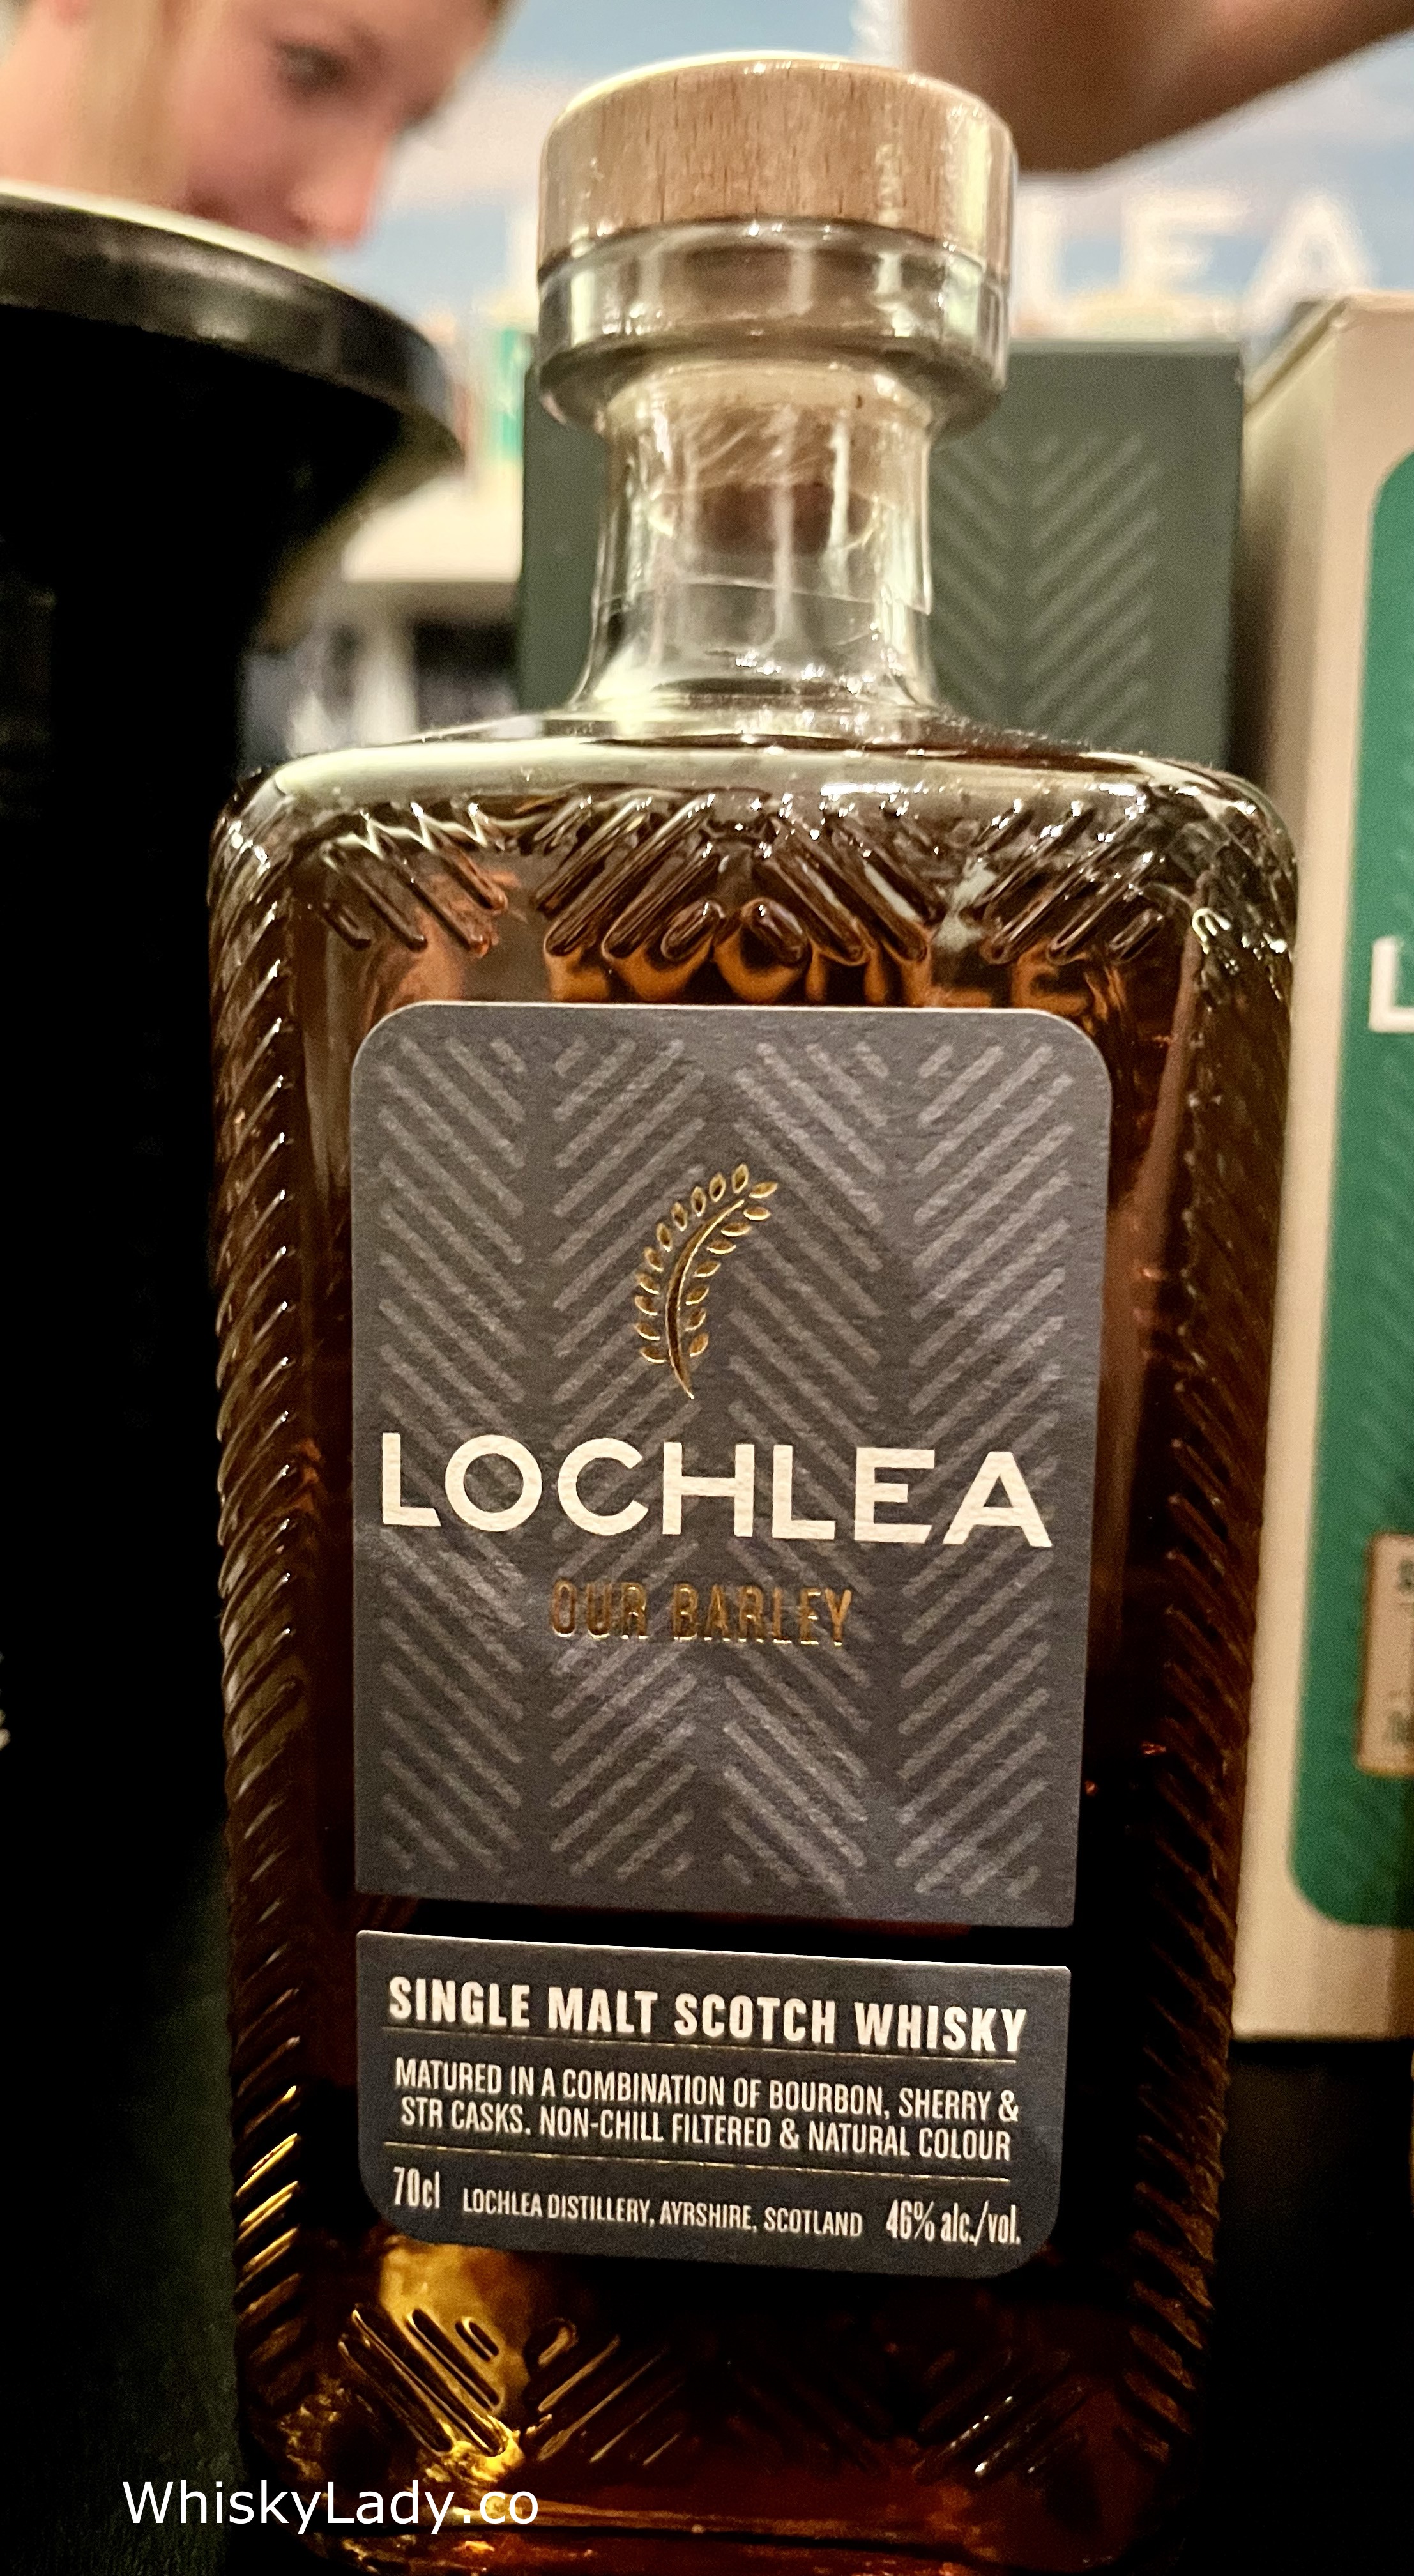 LEA
LOCHLEA
OUR BARLEY
SINGLE MALT SCOTCH WHISKY
MATURED IN A COMBINATION OF BOURBON, SHERRY &
STR CASKS. NON-CHILL FILTERED & NATURAL COLOUR
70cl LOCHLEA DISTILLERY, AYRSHIRE, SCOTLAND 46% alc./vol.
WhiskyLady.co